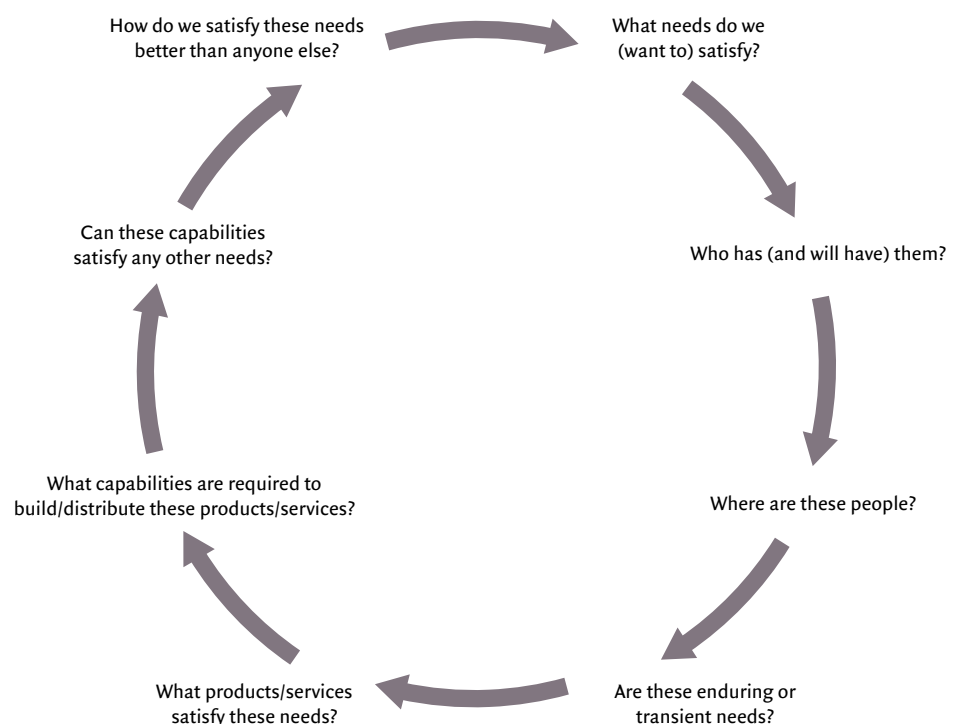 How do we satisfy these needs
better than anyone else?
What needs do we
(want to) satisfy?
Who has (and will have) them?
Where are these people?
Are these enduring or
transient needs?
What products/services
satisfy these needs?
What capabilities are required to
build/distribute these products/services?
Can these capabilities
satisfy any other needs?